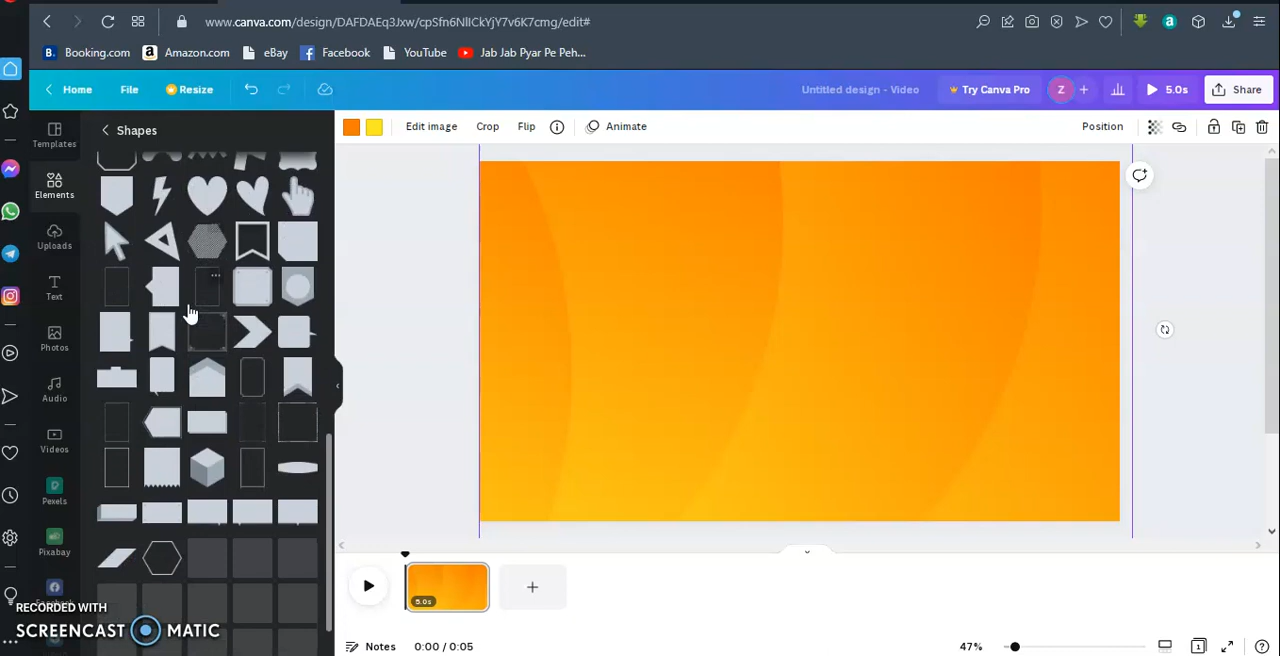 www.canva.com/design/DAFDAEq3Jxw/cpSfn6NlICkYjY7v6K7cmg/edit#
B. Booking.com
a Amazon.com
eBay
Facebook
YouTube
Jab Jab Pyar Pe Peh...
Home
File
Resize
Untitled design - Video
Try Canva Pro
Z
5.0s
Share
Templates
Elements
Uploads
Text
Photos
Audio
Videos
Pexels
Pixabay
Shapes
Edit image
Crop
Flip
Animate
Position
5.0s
Notes
0:00 / 0:05
47%
1
RECORDED WITH
SCREENCAST MATIC